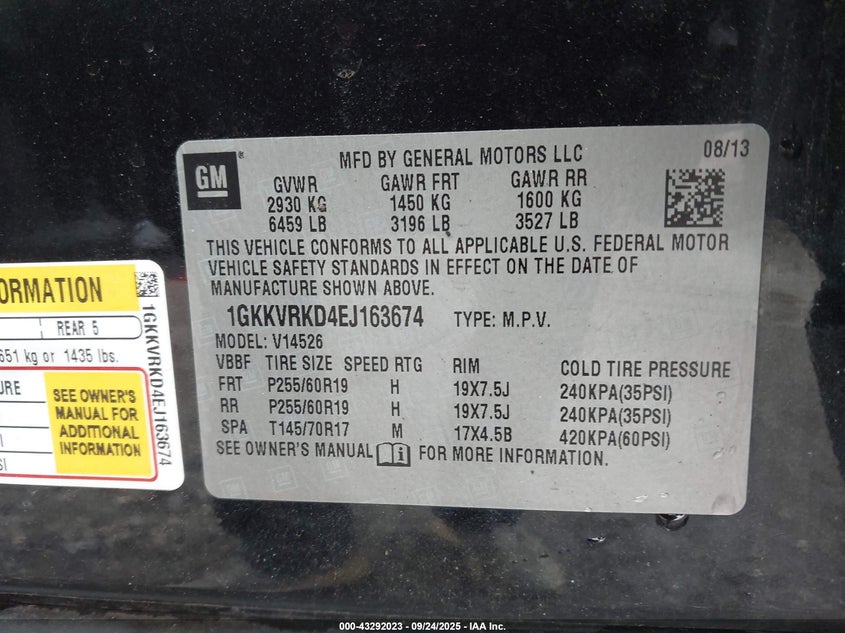 GM
MFD BY GENERAL MOTORS LLC
08/13
GVWR GAWR FRT GAWR RR
2930 KG 1450 KG 1600 KG
6459 LB 3196 LB 3527 LB
THIS VEHICLE CONFORMS TO ALL APPLICABLE U.S. FEDERAL MOTOR
VEHICLE SAFETY STANDARDS IN EFFECT ON THE DATE OF
MANUFACTURE SHOWN ABOVE.
1GKKVRKD4EJ163674 TYPE: M.P.V.
MODEL: V14526
VBBF TIRE SIZE SPEED RTG RIM COLD TIRE PRESSURE
FRT P255/60R19 H 19X7.5J 240KPA(35PSI)
RR P255/60R19 H 19X7.5J 240KPA(35PSI)
SPA T145/70R17 M 17X4.5B 420KPA(60PSI)
SEE OWNER'S MANUAL FOR MORE INFORMATION.
REAR 5
651 kg or 1435 lbs.
SEE OWNER'S
MANUAL FOR
ADDITIONAL
INFORMATION
1GKKVRKD4EJ163674
000-43292023 - 09/24/2025 - IAA Inc.